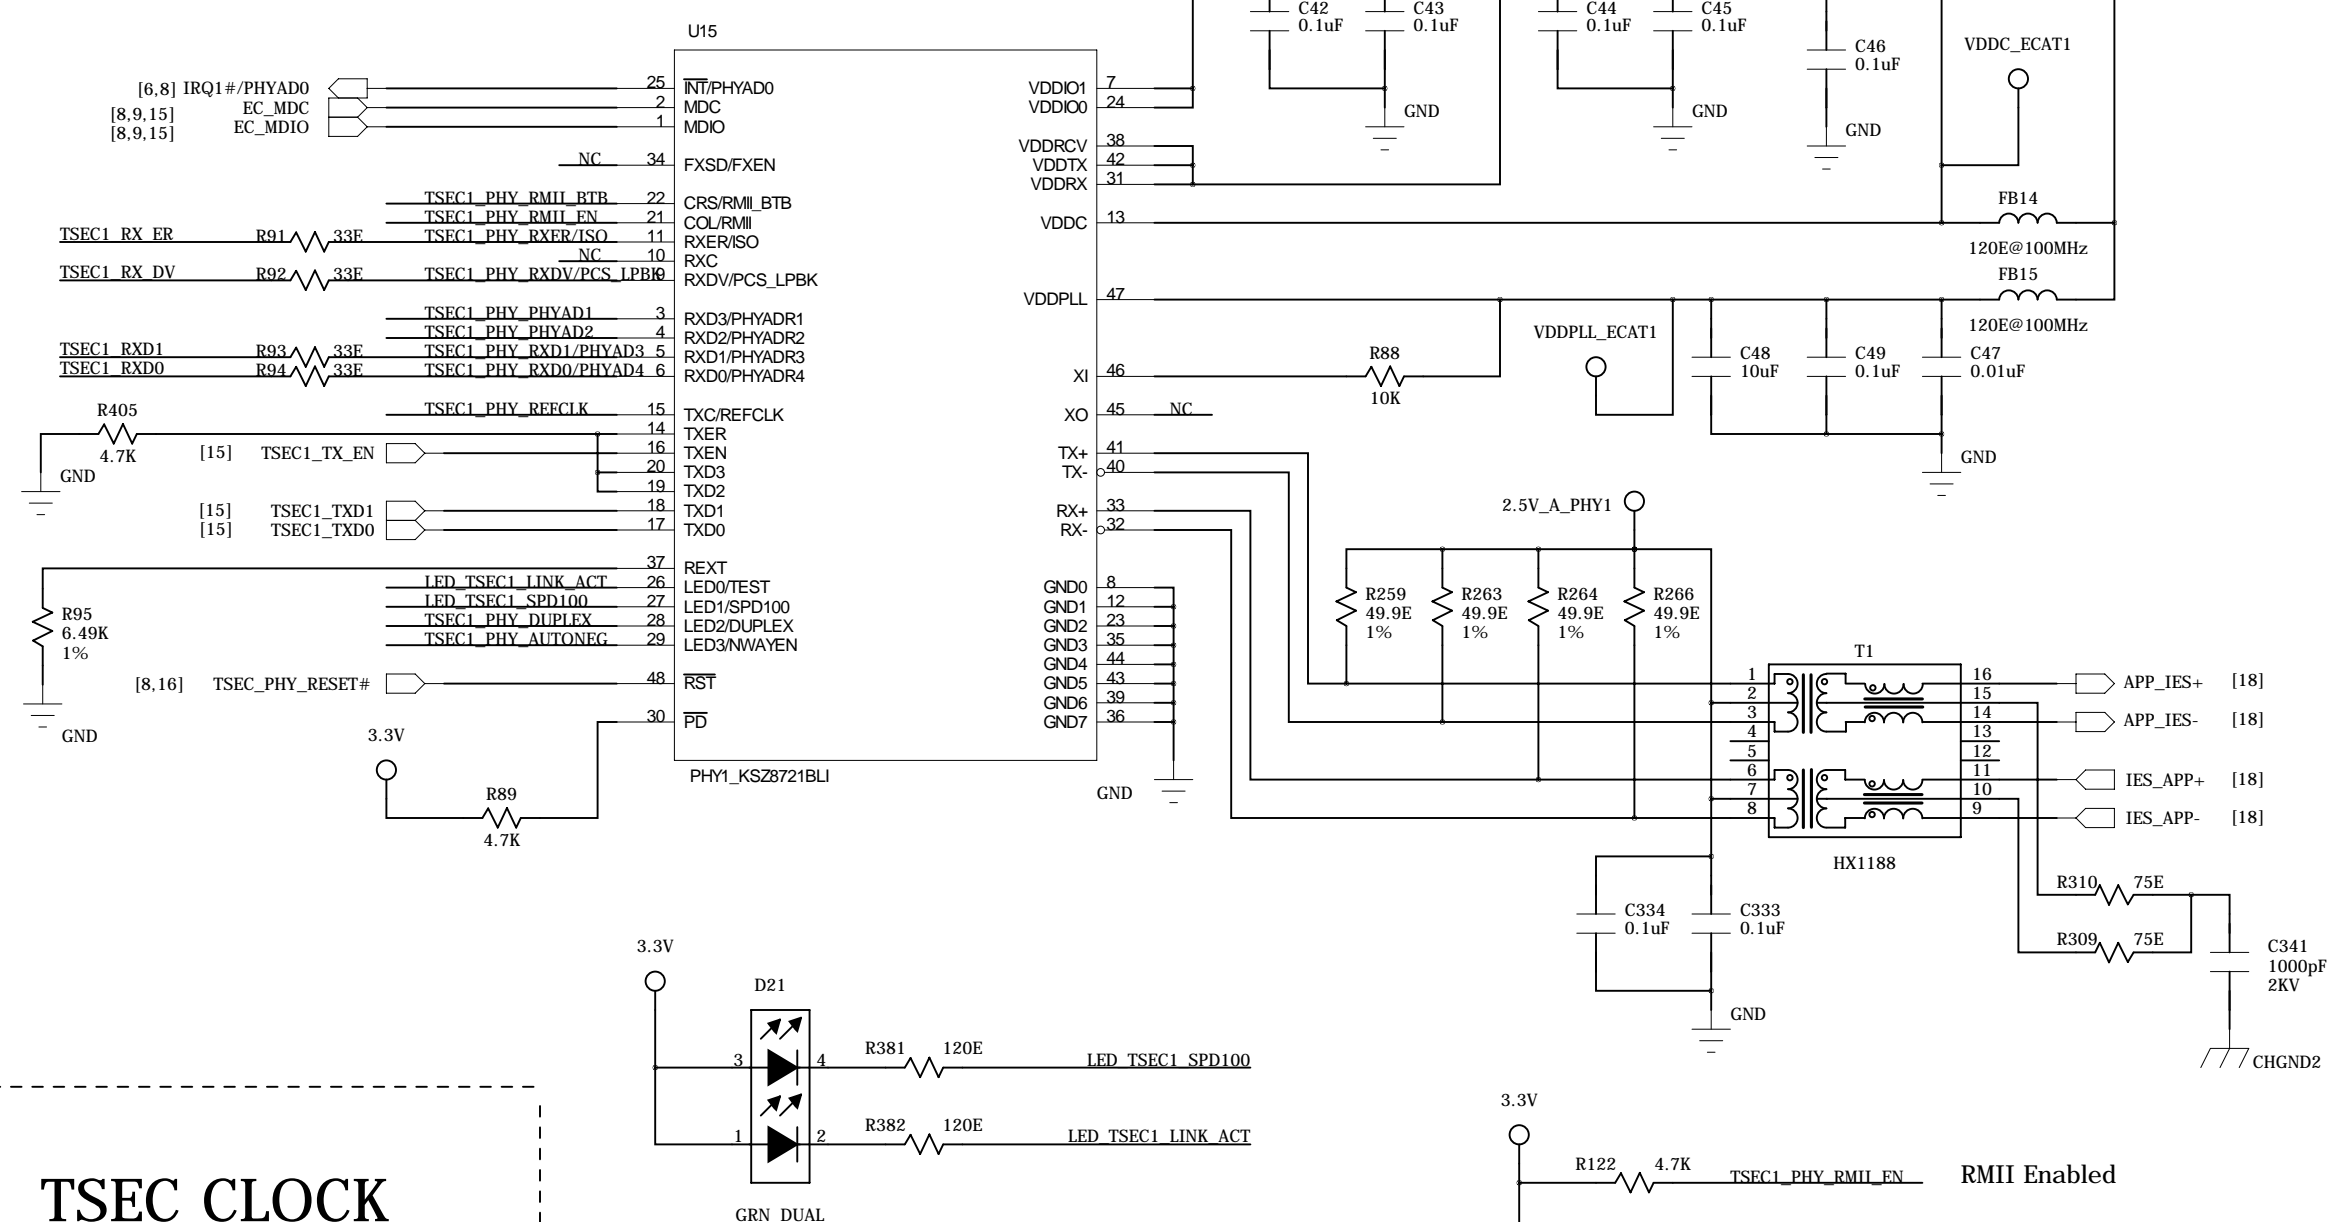 U15
C42
0.1uF
C43
0.1uF
C44
0.1uF
C45
0.1uF
C46
0.1uF
VDDC_ECAT1
GND
GND
GND
[6,8] IRQ1#/PHYAD0
[8,9,15] EC_MDC
[8,9,15] EC_MDIO
25 INT/PHYAD0
2 MDC
1 MDIO
NC 34 FXSD/FXEN
TSEC1_PHY_RMII_BTB 22 CRS/RMII_BTB
TSEC1_PHY_RMII_EN 21 COL/RMII
TSEC1_RX_ER R91 33E TSEC1_PHY_RXER/ISO 11 RXER/ISO
NC 10 RXC
TSEC1_RX_DV R92 33E TSEC1_PHY_RXDV/PCS_LPBK 9 RXDV/PCS_LPBK
TSEC1_PHY_PHYAD1 3 RXD3/PHYADR1
TSEC1_PHY_PHYAD2 4 RXD2/PHYADR2
TSEC1_RXD1 R93 33E TSEC1_PHY_RXD1/PHYAD3 5 RXD1/PHYADR3
TSEC1_RXD0 R94 33E TSEC1_PHY_RXD0/PHYAD4 6 RXD0/PHYADR4
R405
4.7K
GND
TSEC1_PHY_REFCLK 15 TXC/REFCLK
14 TXER
[15] TSEC1_TX_EN 16 TXEN
20 TXD3
19 TXD2
[15] TSEC1_TXD1 18 TXD1
[15] TSEC1_TXD0 17 TXD0
37 REXT
LED_TSEC1_LINK_ACT 26 LED0/TEST
LED_TSEC1_SPD100 27 LED1/SPD100
TSEC1_PHY_DUPLEX 28 LED2/DUPLEX
TSEC1_PHY_AUTONEG 29 LED3/NWAYEN
R95
6.49K
1%
GND
[8,16] TSEC_PHY_RESET# 48 RST
30 PD
3.3V
R89
4.7K
PHY1_KSZ8721BLI
VDDIO1 7
VDDIO0 24
VDDRCV 38
VDDTX 42
VDDRX 31
VDDC 13
VDDPLL 47
XI 46
XO 45 NC
TX+ 41
TX- 40
RX+ 33
RX- 32
GND0 8
GND1 12
GND2 23
GND3 35
GND4 44
GND5 43
GND6 39
GND7 36
GND
FB14
120E@100MHz
FB15
120E@100MHz
VDDPLL_ECAT1
R88
10K
C48
10uF
C49
0.1uF
C47
0.01uF
GND
2.5V_A_PHY1
R259
49.9E
1%
R263
49.9E
1%
R264
49.9E
1%
R266
49.9E
1%
T1
1
2
3
4
5
6
7
8
16
15
14
13
12
11
10
9
HX1188
APP_IES+ [18]
APP_IES- [18]
IES_APP+ [18]
IES_APP- [18]
R310 75E
R309 75E
C341
1000pF
2KV
CHGND2
C334
0.1uF
C333
0.1uF
GND
3.3V
D21
3 4 R381 120E LED_TSEC1_SPD100
1 2 R382 120E LED_TSEC1_LINK_ACT
GRN_DUAL
3.3V
R122 4.7K TSEC1_PHY_RMII_EN RMII Enabled
TSEC CLOCK